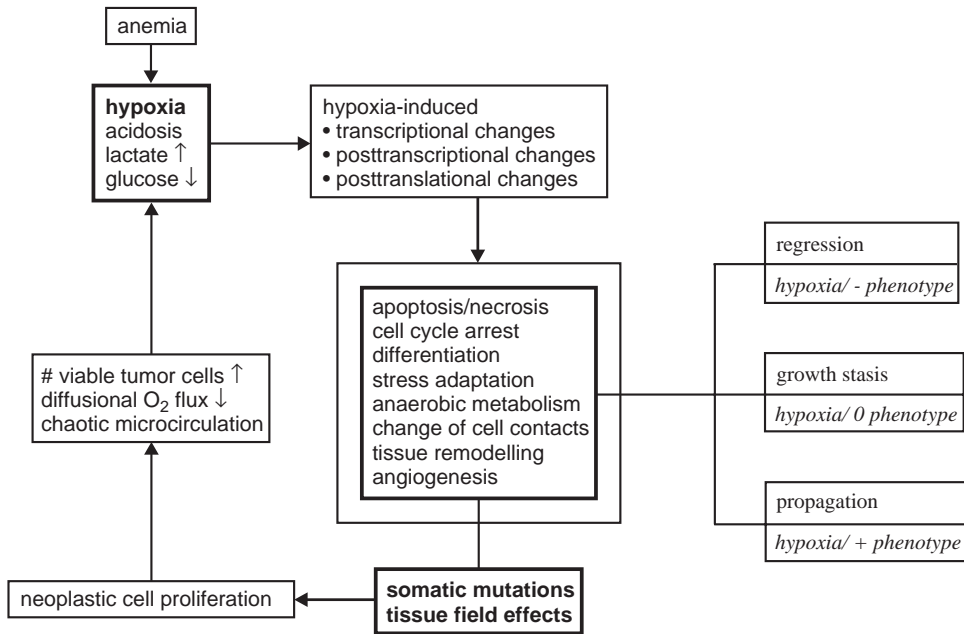 anemia
hypoxia
acidosis
lactate ↑
glucose ↓
hypoxia-induced
• transcriptional changes
• posttranscriptional changes
• posttranslational changes
apoptosis/necrosis
cell cycle arrest
differentiation
stress adaptation
anaerobic metabolism
change of cell contacts
tissue remodelling
angiogenesis
regression
hypoxia/ - phenotype
growth stasis
hypoxia/ 0 phenotype
propagation
hypoxia/ + phenotype
somatic mutations
tissue field effects
neoplastic cell proliferation
# viable tumor cells ↑
diffusional O₂ flux ↓
chaotic microcirculation